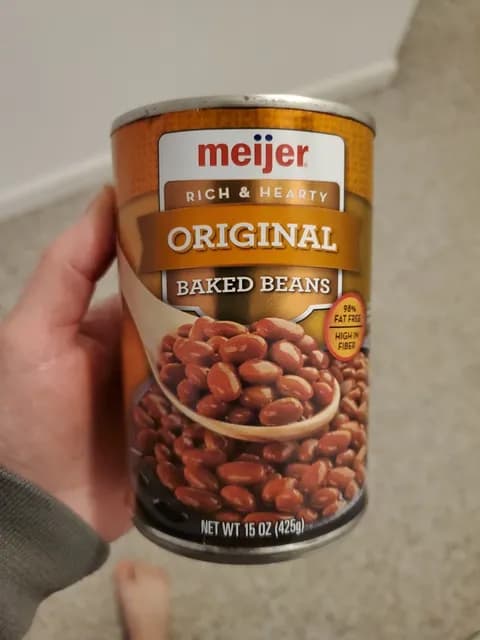 meijer
RICH & HEARTY
ORIGINAL
BAKED BEANS
98%
FAT FREE
HIGH IN
FIBER
NET WT 15 OZ (425g)